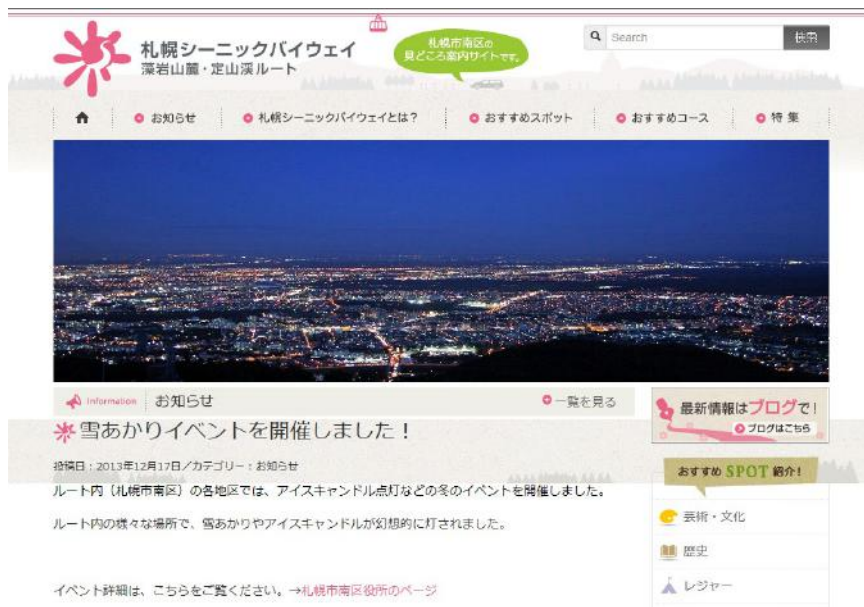 札幌シーニックバイウェイ
藻岩山麓・定山渓ルート
札幌市南区の
見どころ案内サイトです。
Search
検索
お知らせ
札幌シーニックバイウェイとは？
おすすめスポット
おすすめコース
特 集
Information お知らせ
一覧を見る
雪あかりイベントを開催しました！
投稿日：2013年12月17日／カテゴリー：お知らせ
ルート内（札幌市南区）の各地区では、アイスキャンドル点灯などの冬のイベントを開催しました。
ルート内の様々な場所で、雪あかりやアイスキャンドルが幻想的に灯されました。
イベント詳細は、こちらをご覧ください。→札幌市南区役所のページ
最新情報はブログで！
ブログはこちら
おすすめ SPOT 紹介！
芸術・文化
歴史
レジャー